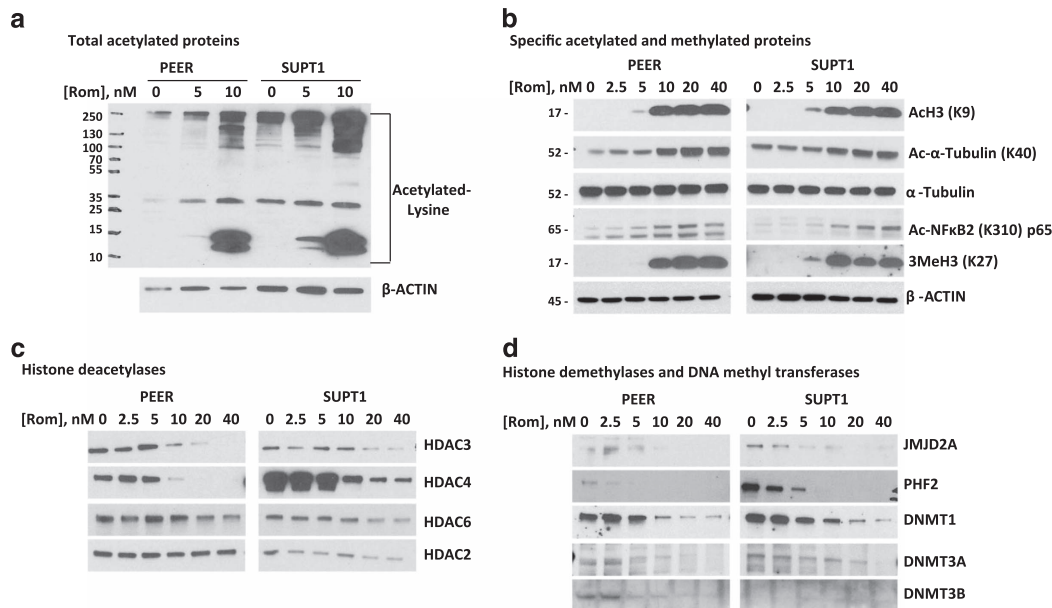 a
Total acetylated proteins
PEER SUPT1
[Rom], nM 0 5 10 0 5 10
250
130
100
70
55
35
25
15
10
Acetylated-
Lysine
β-ACTIN
b
Specific acetylated and methylated proteins
PEER SUPT1
[Rom], nM 0 2.5 5 10 20 40 0 2.5 5 10 20 40
17 - AcH3 (K9)
52 - Ac-α-Tubulin (K40)
52 - α-Tubulin
65 - Ac-NFκB2 (K310) p65
17 - 3MeH3 (K27)
45 - β-ACTIN
c
Histone deacetylases
PEER SUPT1
[Rom], nM 0 2.5 5 10 20 40 0 2.5 5 10 20 40
HDAC3
HDAC4
HDAC6
HDAC2
d
Histone demethylases and DNA methyl transferases
PEER SUPT1
[Rom], nM 0 2.5 5 10 20 40 0 2.5 5 10 20 40
JMJD2A
PHF2
DNMT1
DNMT3A
DNMT3B